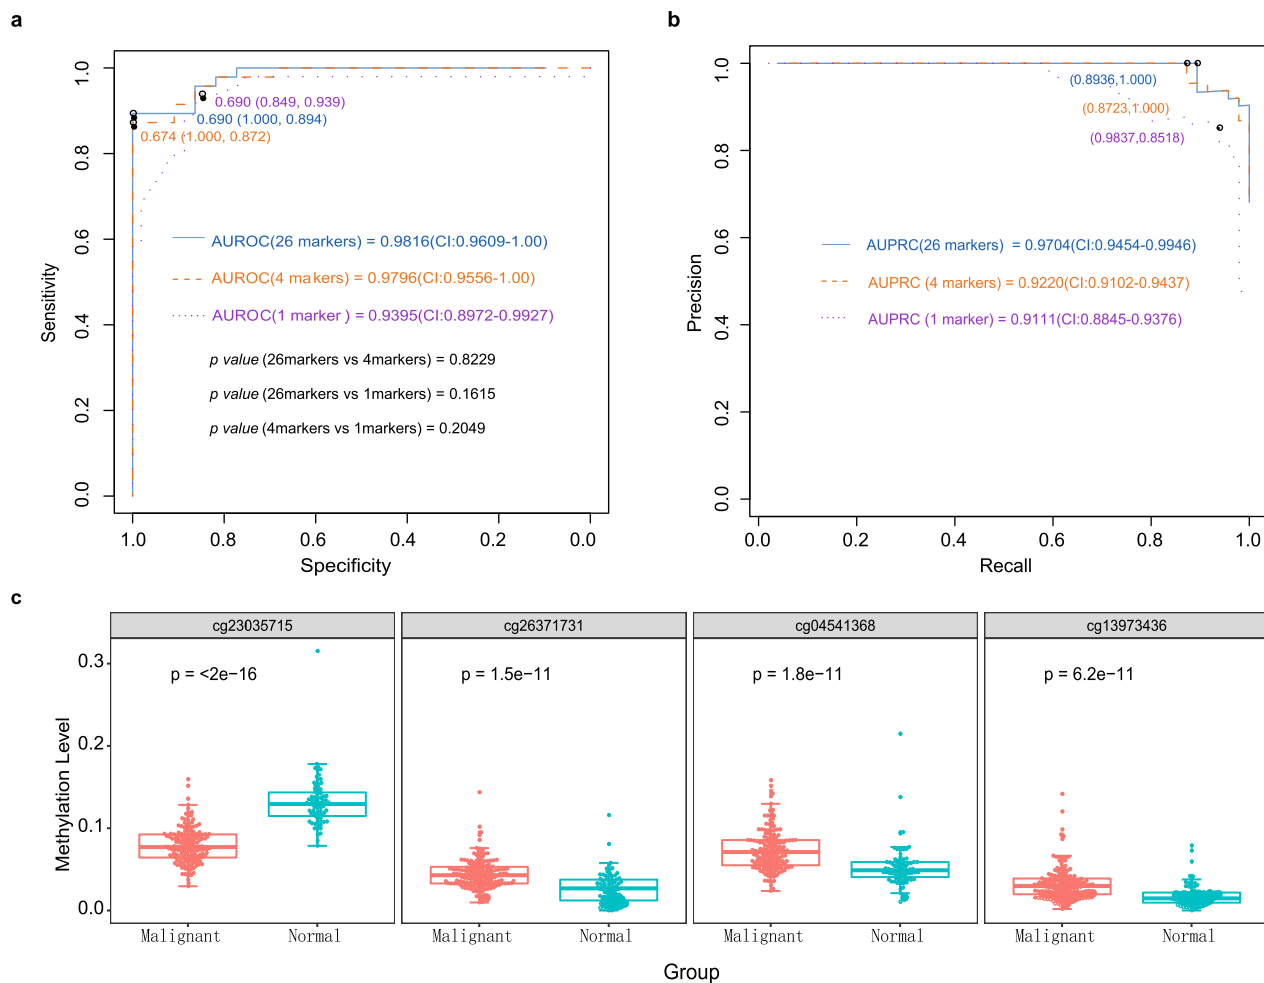 a
1.0
0.8
0.6
0.4
0.2
0.0
Sensitivity
0.690 (0.849, 0.939)
0.690 (1.000, 0.894)
0.674 (1.000, 0.872)
AUROC(26 markers) = 0.9816(CI:0.9609-1.00)
AUROC(4 makers) = 0.9796(CI:0.9556-1.00)
AUROC(1 marker ) = 0.9395(CI:0.8972-0.9927)
p value (26markers vs 4markers) = 0.8229
p value (26markers vs 1markers) = 0.1615
p value (4markers vs 1markers) = 0.2049
1.0 0.8 0.6 0.4 0.2 0.0
Specificity
b
1.0
0.8
0.6
0.4
0.2
0.0
Precision
(0.8936,1.000)
(0.8723,1.000)
(0.9837,0.8518)
AUPRC(26 markers) = 0.9704(CI:0.9454-0.9946)
AUPRC (4 markers) = 0.9220(CI:0.9102-0.9437)
AUPRC (1 marker) = 0.9111(CI:0.8845-0.9376)
0.0 0.2 0.4 0.6 0.8 1.0
Recall
c
cg23035715 cg26371731 cg04541368 cg13973436
p = <2e−16 p = 1.5e−11 p = 1.8e−11 p = 6.2e−11
0.3
0.2
0.1
0.0
Methylation Level
Malignant Normal Malignant Normal Malignant Normal Malignant Normal
Group